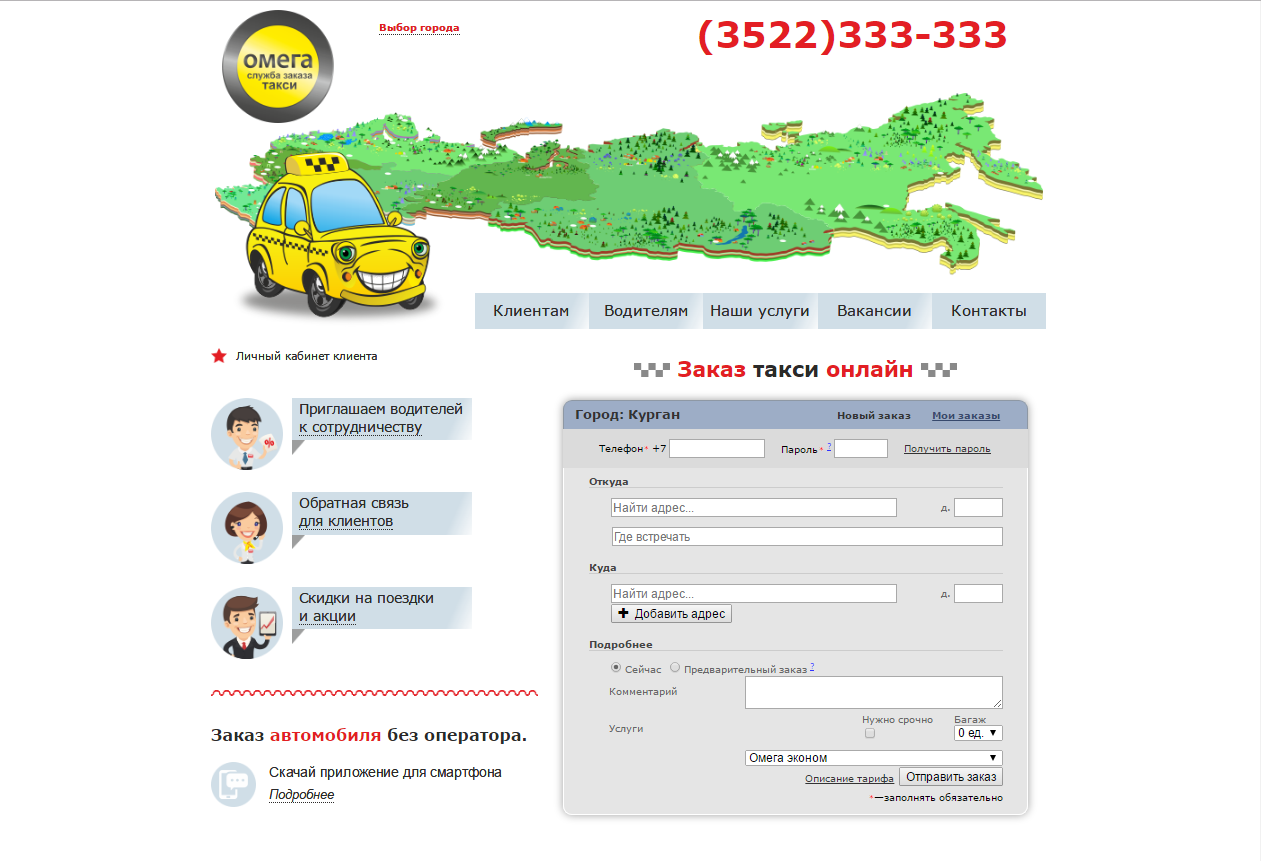 омега
служба заказа
такси
Выбор города
(3522)333-333
Клиентам Водителям Наши услуги Вакансии Контакты
Личный кабинет клиента
Приглашаем водителей
к сотрудничеству
%
Обратная связь
для клиентов
Скидки на поездки
и акции
Заказ автомобиля без оператора.
Скачай приложение для смартфона
Подробнее
Заказ такси онлайн
Город: Курган Новый заказ Мои заказы
Телефон* +7 Пароль* ? Получить пароль
Откуда
Найти адрес... д.
Где встречать
Куда
Найти адрес... д.
+ Добавить адрес
Подробнее
Сейчас Предварительный заказ ?
Комментарий
Услуги Нужно срочно Багаж
0 ед.
Омега эконом
Описание тарифа Отправить заказ
*—заполнять обязательно